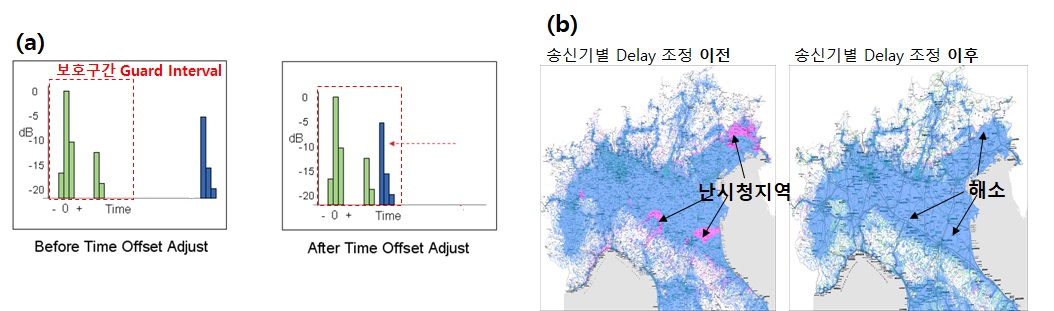 (a)
보호구간 Guard Interval
0
-5
dB
-10
-15
-20
- 0 + Time
Before Time Offset Adjust
0
-5
dB
-10
-15
-20
- 0 + Time
After Time Offset Adjust
(b)
송신기별 Delay 조정 이전
난시청지역
송신기별 Delay 조정 이후
해소